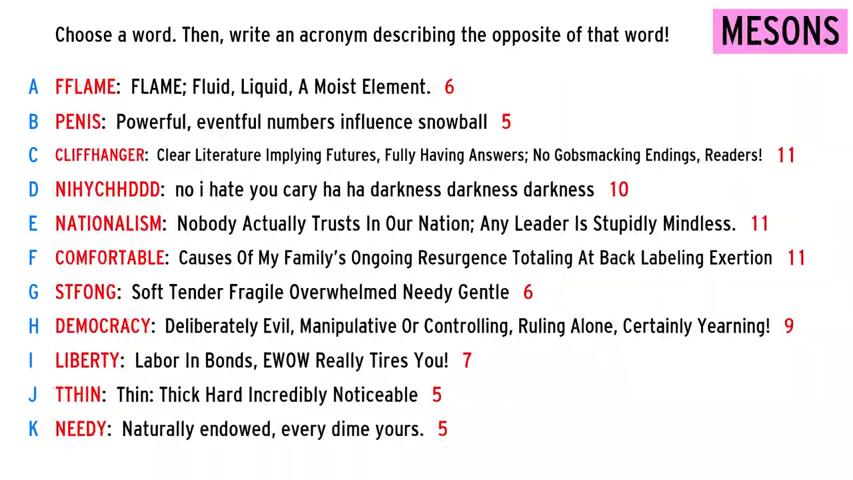 Choose a word. Then, write an acronym describing the opposite of that word!
MESONS
A FFLAME: FLAME; Fluid, Liquid, A Moist Element. 6
B PENIS: Powerful, eventful numbers influence snowball 5
C CLIFFHANGER: Clear Literature Implying Futures, Fully Having Answers; No Gobsmacking Endings, Readers! 11
D NIHYCHHDDD: no i hate you cary ha ha darkness darkness darkness 10
E NATIONALISM: Nobody Actually Trusts In Our Nation; Any Leader Is Stupidly Mindless. 11
F COMFORTABLE: Causes Of My Family's Ongoing Resurgence Totaling At Back Labeling Exertion 11
G STFONG: Soft Tender Fragile Overwhelmed Needy Gentle 6
H DEMOCRACY: Deliberately Evil, Manipulative Or Controlling, Ruling Alone, Certainly Yearning! 9
I LIBERTY: Labor In Bonds, EWOW Really Tires You! 7
J TTHIN: Thin: Thick Hard Incredibly Noticeable 5
K NEEDY: Naturally endowed, every dime yours. 5